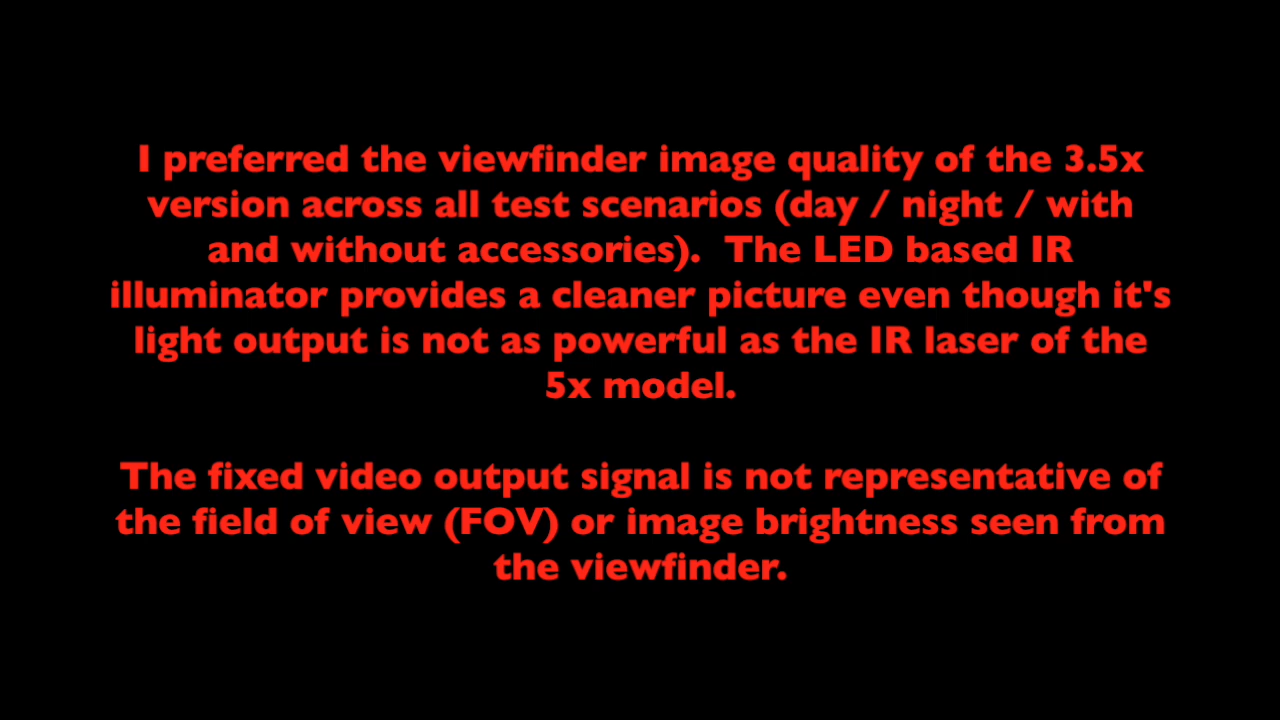 I preferred the viewfinder image quality of the 3.5x
version across all test scenarios (day / night / with
and without accessories).  The LED based IR
illuminator provides a cleaner picture even though it's
light output is not as powerful as the IR laser of the
5x model.
The fixed video output signal is not representative of
the field of view (FOV) or image brightness seen from
the viewfinder.